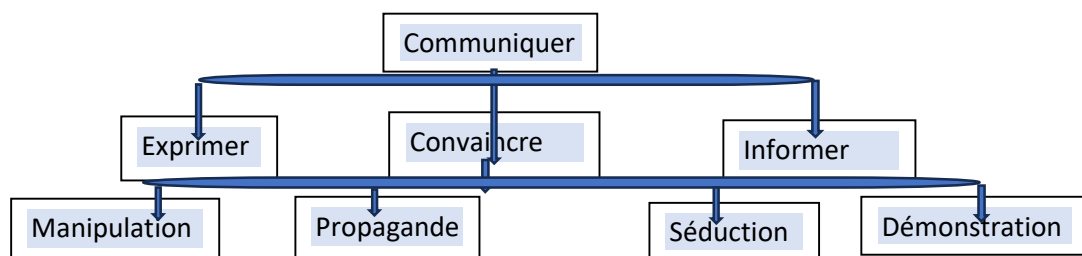 Communiquer
Exprimer
Convaincre
Informer
Manipulation
Propagande
Séduction
Démonstration